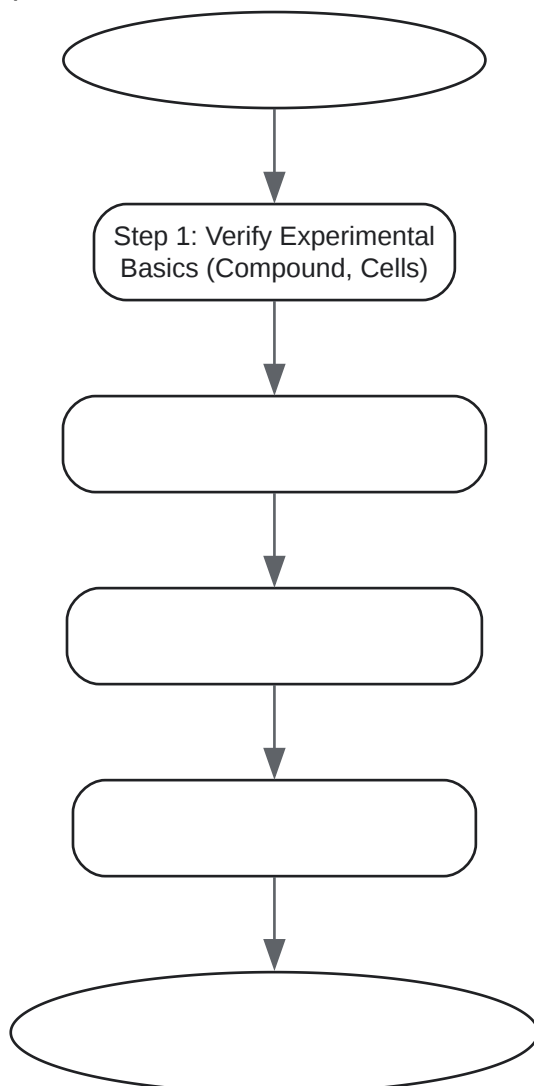 Step 1: Verify Experimental
Basics (Compound, Cells)